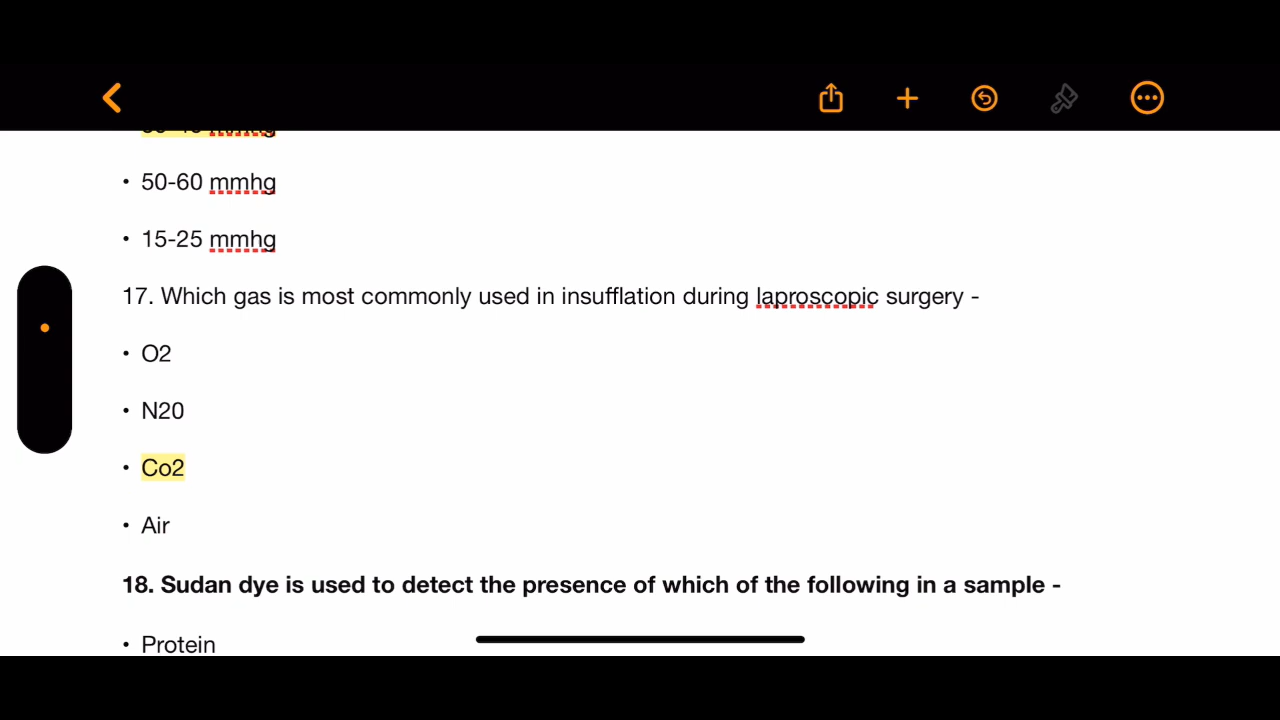 • 50-60 mmhg
• 15-25 mmhg
17. Which gas is most commonly used in insufflation during laproscopic surgery -
• O2
• N20
• Co2
• Air
18. Sudan dye is used to detect the presence of which of the following in a sample -
• Protein